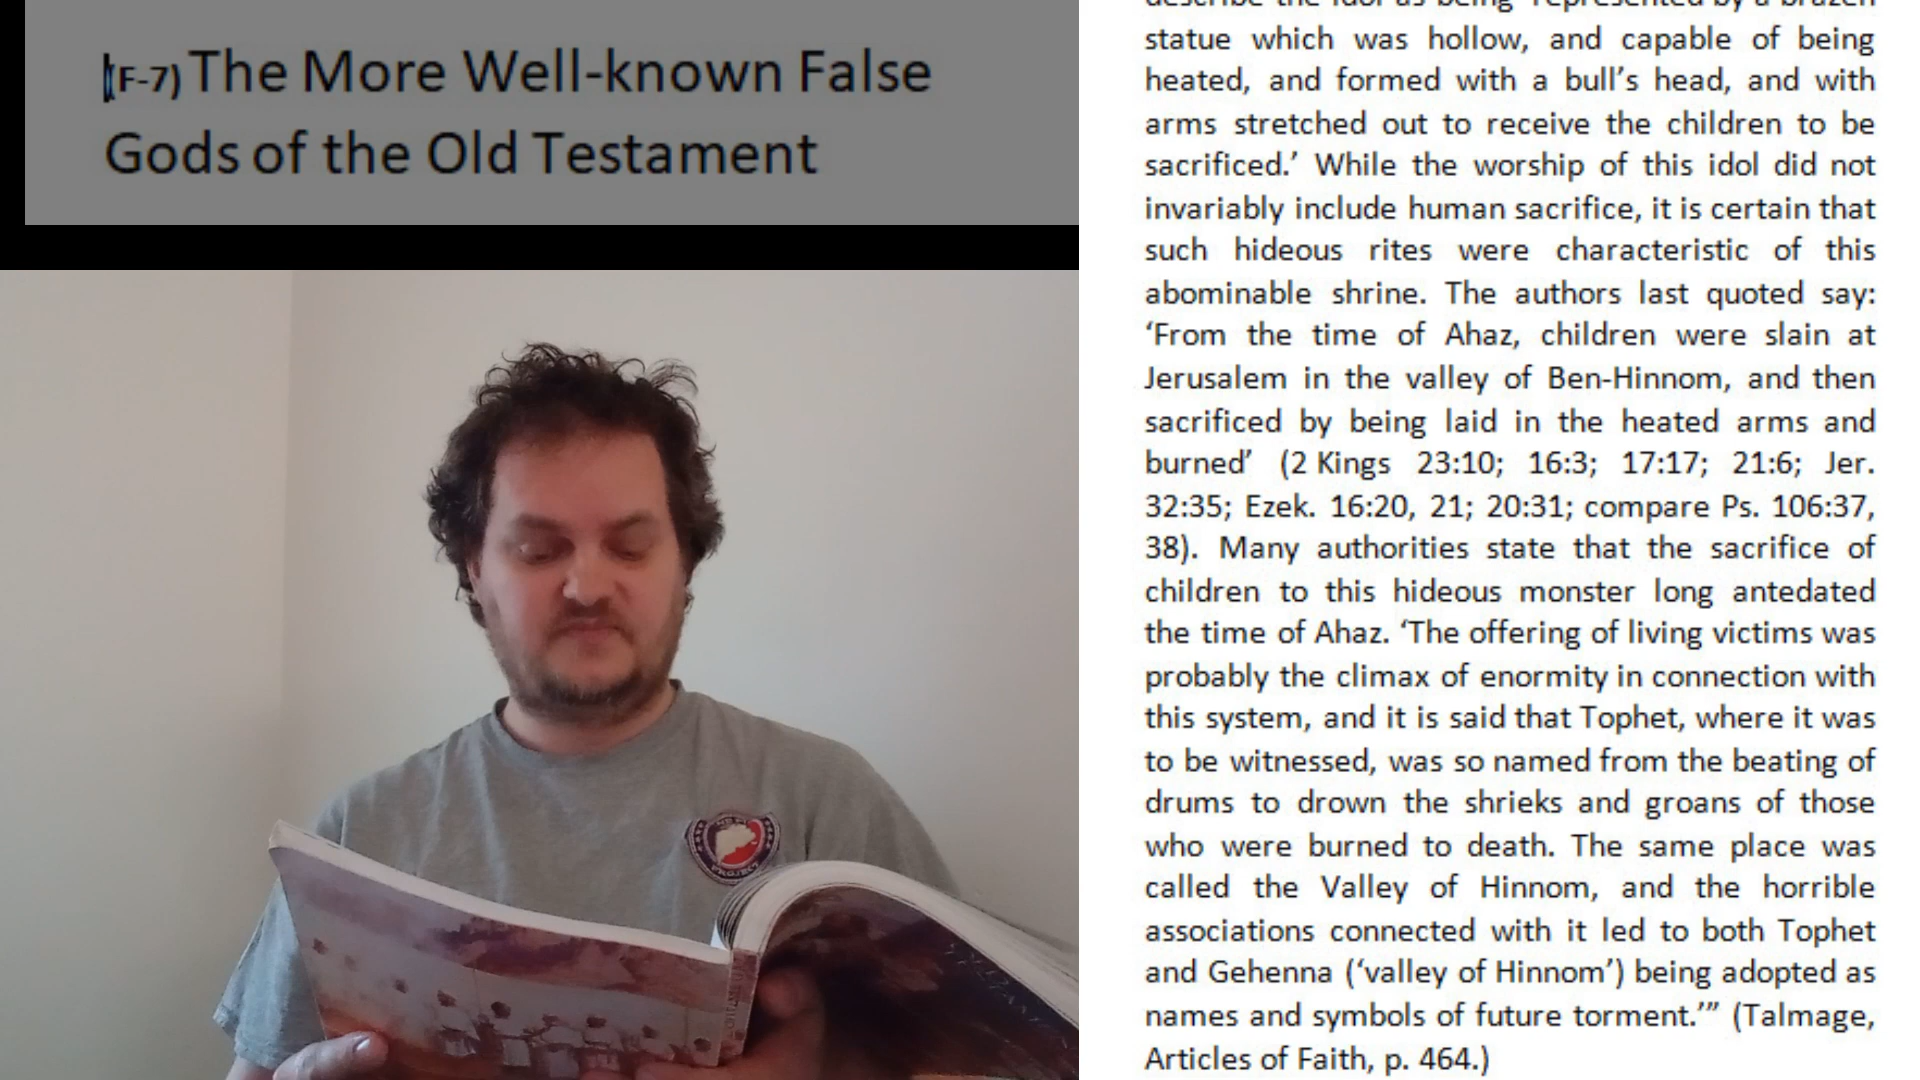 (F-7) The More Well-known False
Gods of the Old Testament
describe the idol as being ‘represented by a brazen
statue which was hollow, and capable of being
heated, and formed with a bull’s head, and with
arms stretched out to receive the children to be
sacrificed.’ While the worship of this idol did not
invariably include human sacrifice, it is certain that
such hideous rites were characteristic of this
abominable shrine. The authors last quoted say:
‘From the time of Ahaz, children were slain at
Jerusalem in the valley of Ben-Hinnom, and then
sacrificed by being laid in the heated arms and
burned’ (2 Kings 23:10; 16:3; 17:17; 21:6; Jer.
32:35; Ezek. 16:20, 21; 20:31; compare Ps. 106:37,
38). Many authorities state that the sacrifice of
children to this hideous monster long antedated
the time of Ahaz. ‘The offering of living victims was
probably the climax of enormity in connection with
this system, and it is said that Tophet, where it was
to be witnessed, was so named from the beating of
drums to drown the shrieks and groans of those
who were burned to death. The same place was
called the Valley of Hinnom, and the horrible
associations connected with it led to both Tophet
and Gehenna (‘valley of Hinnom’) being adopted as
names and symbols of future torment.’” (Talmage,
Articles of Faith, p. 464.)
PROJECT